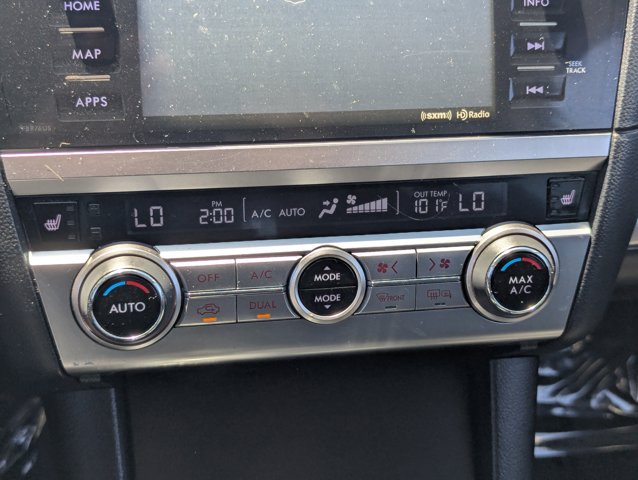 HOME
INFO
MAP
SEEK
TRACK
APPS
((sxm)) HD Radio
LO PM 2:00 A/C AUTO OUT TEMP 101°F LO
OFF A/C
MODE
MODE
DUAL
FRONT
AUTO
MAX
A/C